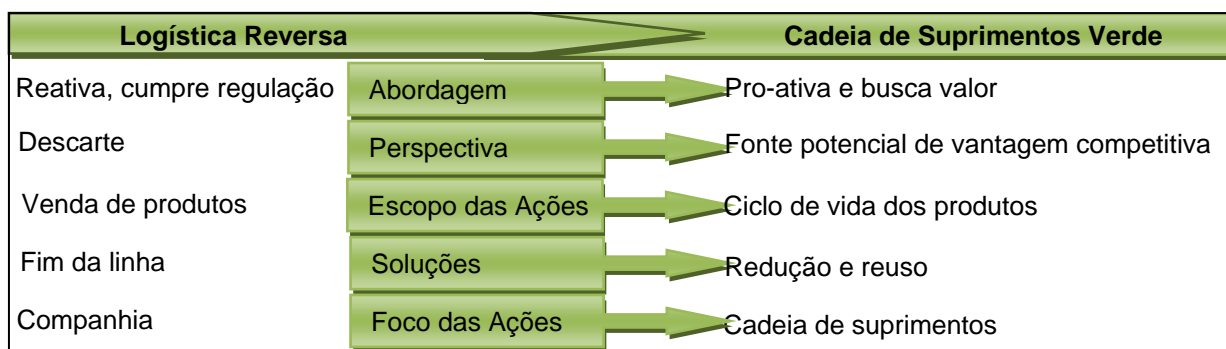 Logística Reversa Cadeia de Suprimentos Verde
Reativa, cumpre regulação Abordagem Pro-ativa e busca valor
Descarte Perspectiva Fonte potencial de vantagem competitiva
Venda de produtos Escopo das Ações Ciclo de vida dos produtos
Fim da linha Soluções Redução e reuso
Companhia Foco das Ações Cadeia de suprimentos